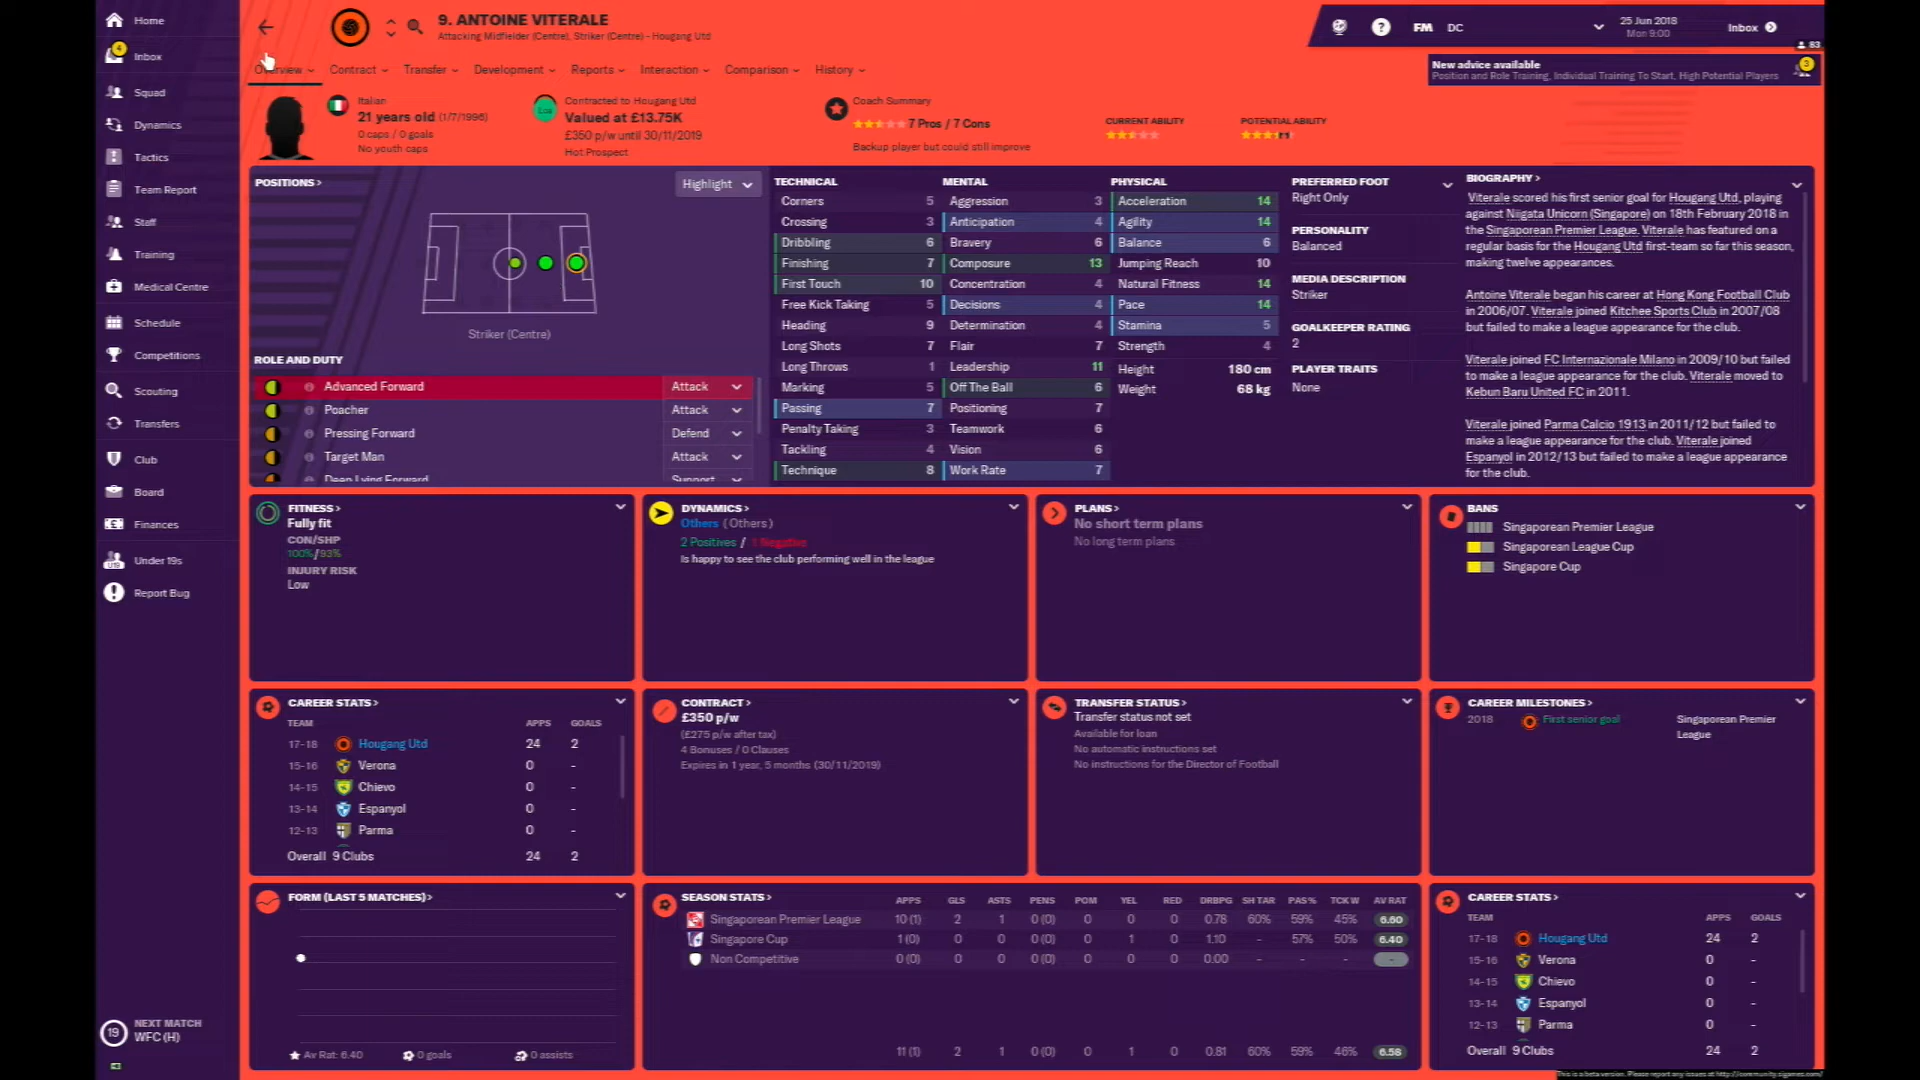 Home
Inbox
4
Squad
Dynamics
Tactics
Team Report
Staff
Training
Medical Centre
Schedule
Competitions
Scouting
Transfers
Club
Board
Finances
Under 19s
Report Bug
19
NEXT MATCH
WFC (H)
9. ANTOINE VITERALE
Attacking Midfielder (Centre), Striker (Centre) - Hougang Utd
FM DC
25 Jun 2018
Mon 9:00
Inbox
83
Overview Contract Transfer Development Reports Interaction Comparison History
New advice available
Position and Role Training, Individual Training To Start, High Potential Players
3
Italian
21 years old (1/7/1996)
0 caps / 0 goals
No youth caps
Contracted to Hougang Utd
Valued at £13.75K
£350 p/w until 30/11/2019
Hot Prospect
Coach Summary
7 Pros / 7 Cons
Backup player but could still improve
CURRENT ABILITY
POTENTIAL ABILITY
POSITIONS >
Highlight
Striker (Centre)
ROLE AND DUTY
Advanced Forward Attack
Poacher Attack
Pressing Forward Defend
Target Man Attack
Deep Lying Forward Support
TECHNICAL
Corners 5
Crossing 3
Dribbling 6
Finishing 7
First Touch 10
Free Kick Taking 5
Heading 9
Long Shots 7
Long Throws 1
Marking 5
Passing 7
Penalty Taking 3
Tackling 4
Technique 8
MENTAL
Aggression 3
Anticipation 4
Bravery 6
Composure 13
Concentration 4
Decisions 4
Determination 4
Flair 7
Leadership 11
Off The Ball 6
Positioning 7
Teamwork 6
Vision 6
Work Rate 7
PHYSICAL
Acceleration 14
Agility 14
Balance 6
Jumping Reach 10
Natural Fitness 14
Pace 14
Stamina 5
Strength 4
Height 180 cm
Weight 68 kg
PREFERRED FOOT
Right Only
PERSONALITY
Balanced
MEDIA DESCRIPTION
Striker
GOALKEEPER RATING
2
PLAYER TRAITS
None
BIOGRAPHY >
Viterale scored his first senior goal for Hougang Utd, playing
against Niigata Unicorn (Singapore) on 18th February 2018 in
the Singaporean Premier League. Viterale has featured on a
regular basis for the Hougang Utd first-team so far this season,
making twelve appearances.
Antoine Viterale began his career at Hong Kong Football Club
in 2006/07. Viterale joined Kitchee Sports Club in 2007/08
but failed to make a league appearance for the club.
Viterale joined FC Internazionale Milano in 2009/10 but failed
to make a league appearance for the club. Viterale moved to
Kebun Baru United FC in 2011.
Viterale joined Parma Calcio 1913 in 2011/12 but failed to
make a league appearance for the club. Viterale joined
Espanyol in 2012/13 but failed to make a league appearance
for the club.
FITNESS >
Fully fit
CON/SHP
100%/93%
INJURY RISK
Low
DYNAMICS >
Others (Others)
2 Positives / 1 Negative
Is happy to see the club performing well in the league
PLANS >
No short term plans
No long term plans
BANS
Singaporean Premier League
Singaporean League Cup
Singapore Cup
CAREER STATS >
TEAM APPS GOALS
17-18 Hougang Utd 24 2
15-16 Verona 0 -
14-15 Chievo 0 -
13-14 Espanyol 0 -
12-13 Parma 0 -
Overall 9 Clubs 24 2
CONTRACT >
£350 p/w
(£275 p/w after tax)
4 Bonuses / 0 Clauses
Expires in 1 year, 5 months (30/11/2019)
TRANSFER STATUS >
Transfer status not set
Available for loan
No automatic instructions set
No instructions for the Director of Football
CAREER MILESTONES >
2018 First senior goal Singaporean Premier
League
FORM (LAST 5 MATCHES) >
Av Rat: 6.40 0 goals 0 assists
SEASON STATS > APPS GLS ASTS PENS POM YEL RED DRBPG SH TAR PAS % TCK W AV RAT
Singaporean Premier League 10 (1) 2 1 0 (0) 0 0 0 0.78 60% 59% 45% 6.60
Singapore Cup 1 (0) 0 0 0 (0) 0 1 0 1.10 - 57% 50% 6.40
Non Competitive 0 (0) 0 0 0 (0) 0 0 0 0.00 - - - -
11 (1) 2 1 0 (0) 0 1 0 0.81 60% 59% 46% 6.58
CAREER STATS >
TEAM APPS GOALS
17-18 Hougang Utd 24 2
15-16 Verona 0 -
14-15 Chievo 0 -
13-14 Espanyol 0 -
12-13 Parma 0 -
Overall 9 Clubs 24 2
This is a beta version. Please report any issues at http://community.sigames.com/